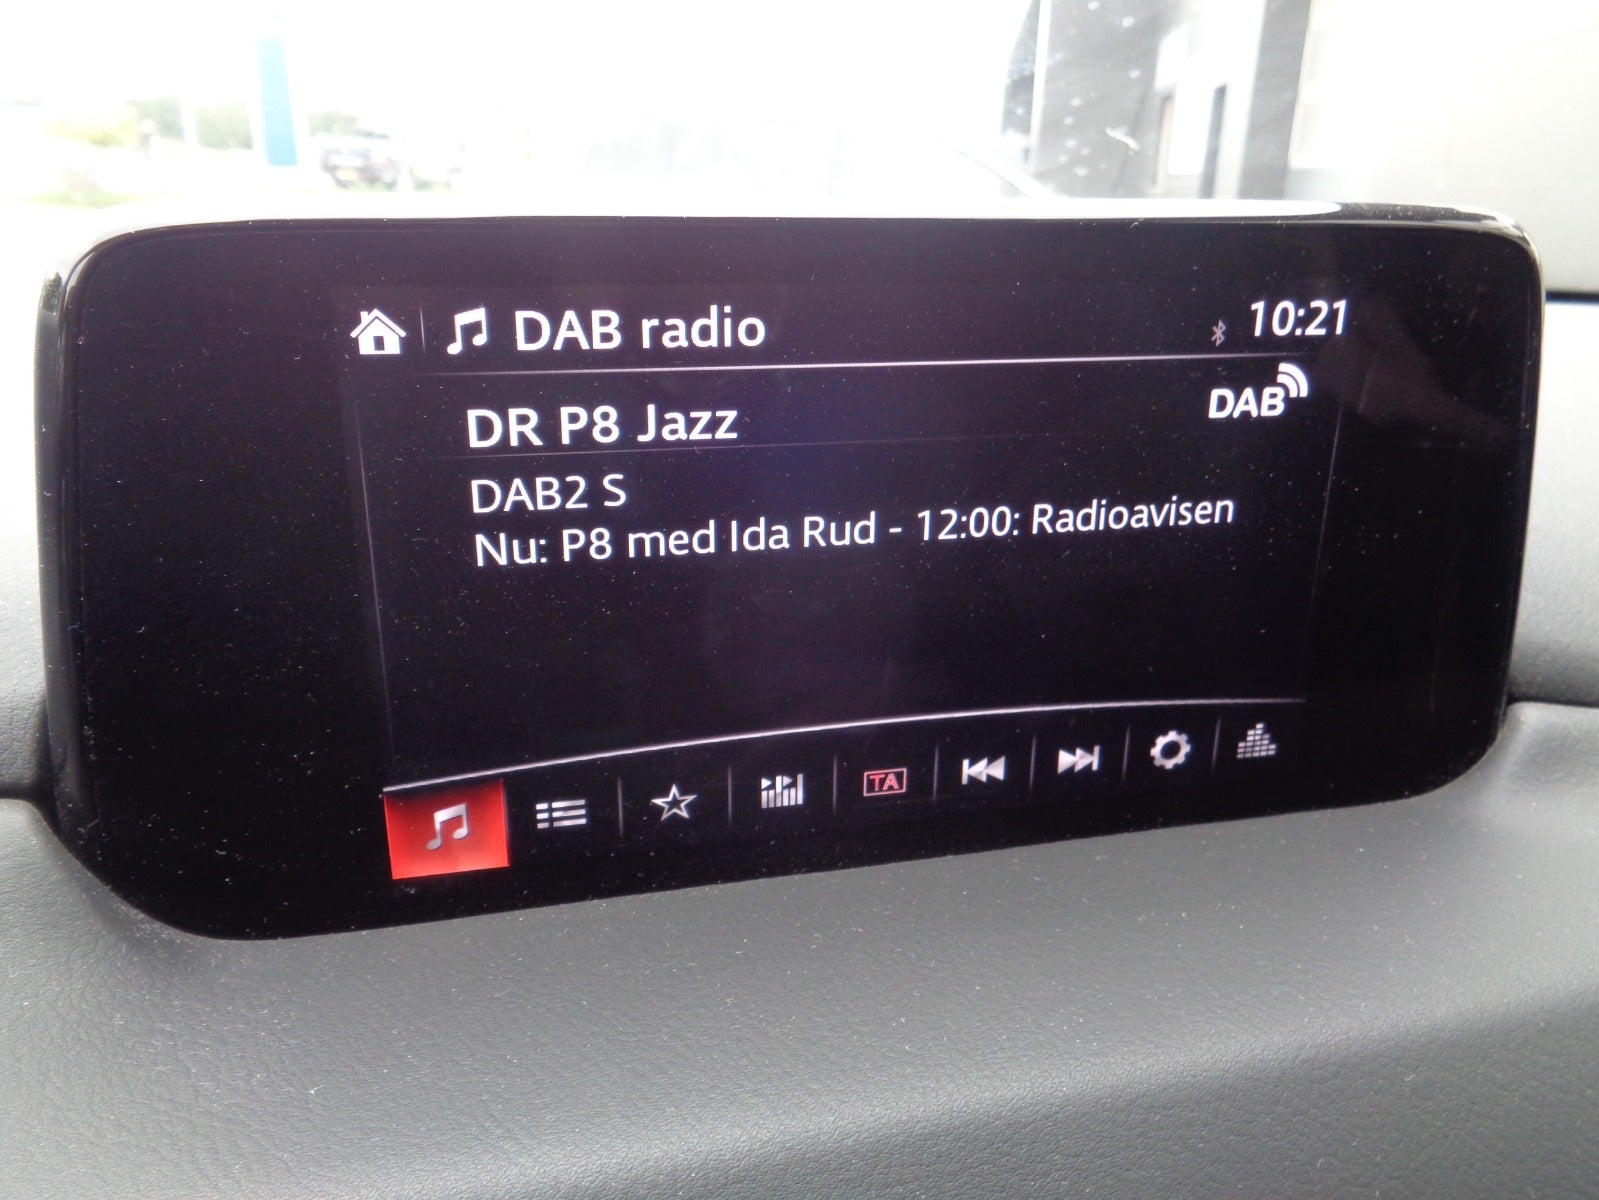 DAB radio
10:21
DR P8 Jazz
DAB
DAB2 S
Nu: P8 med Ida Rud - 12:00: Radioavisen
TA